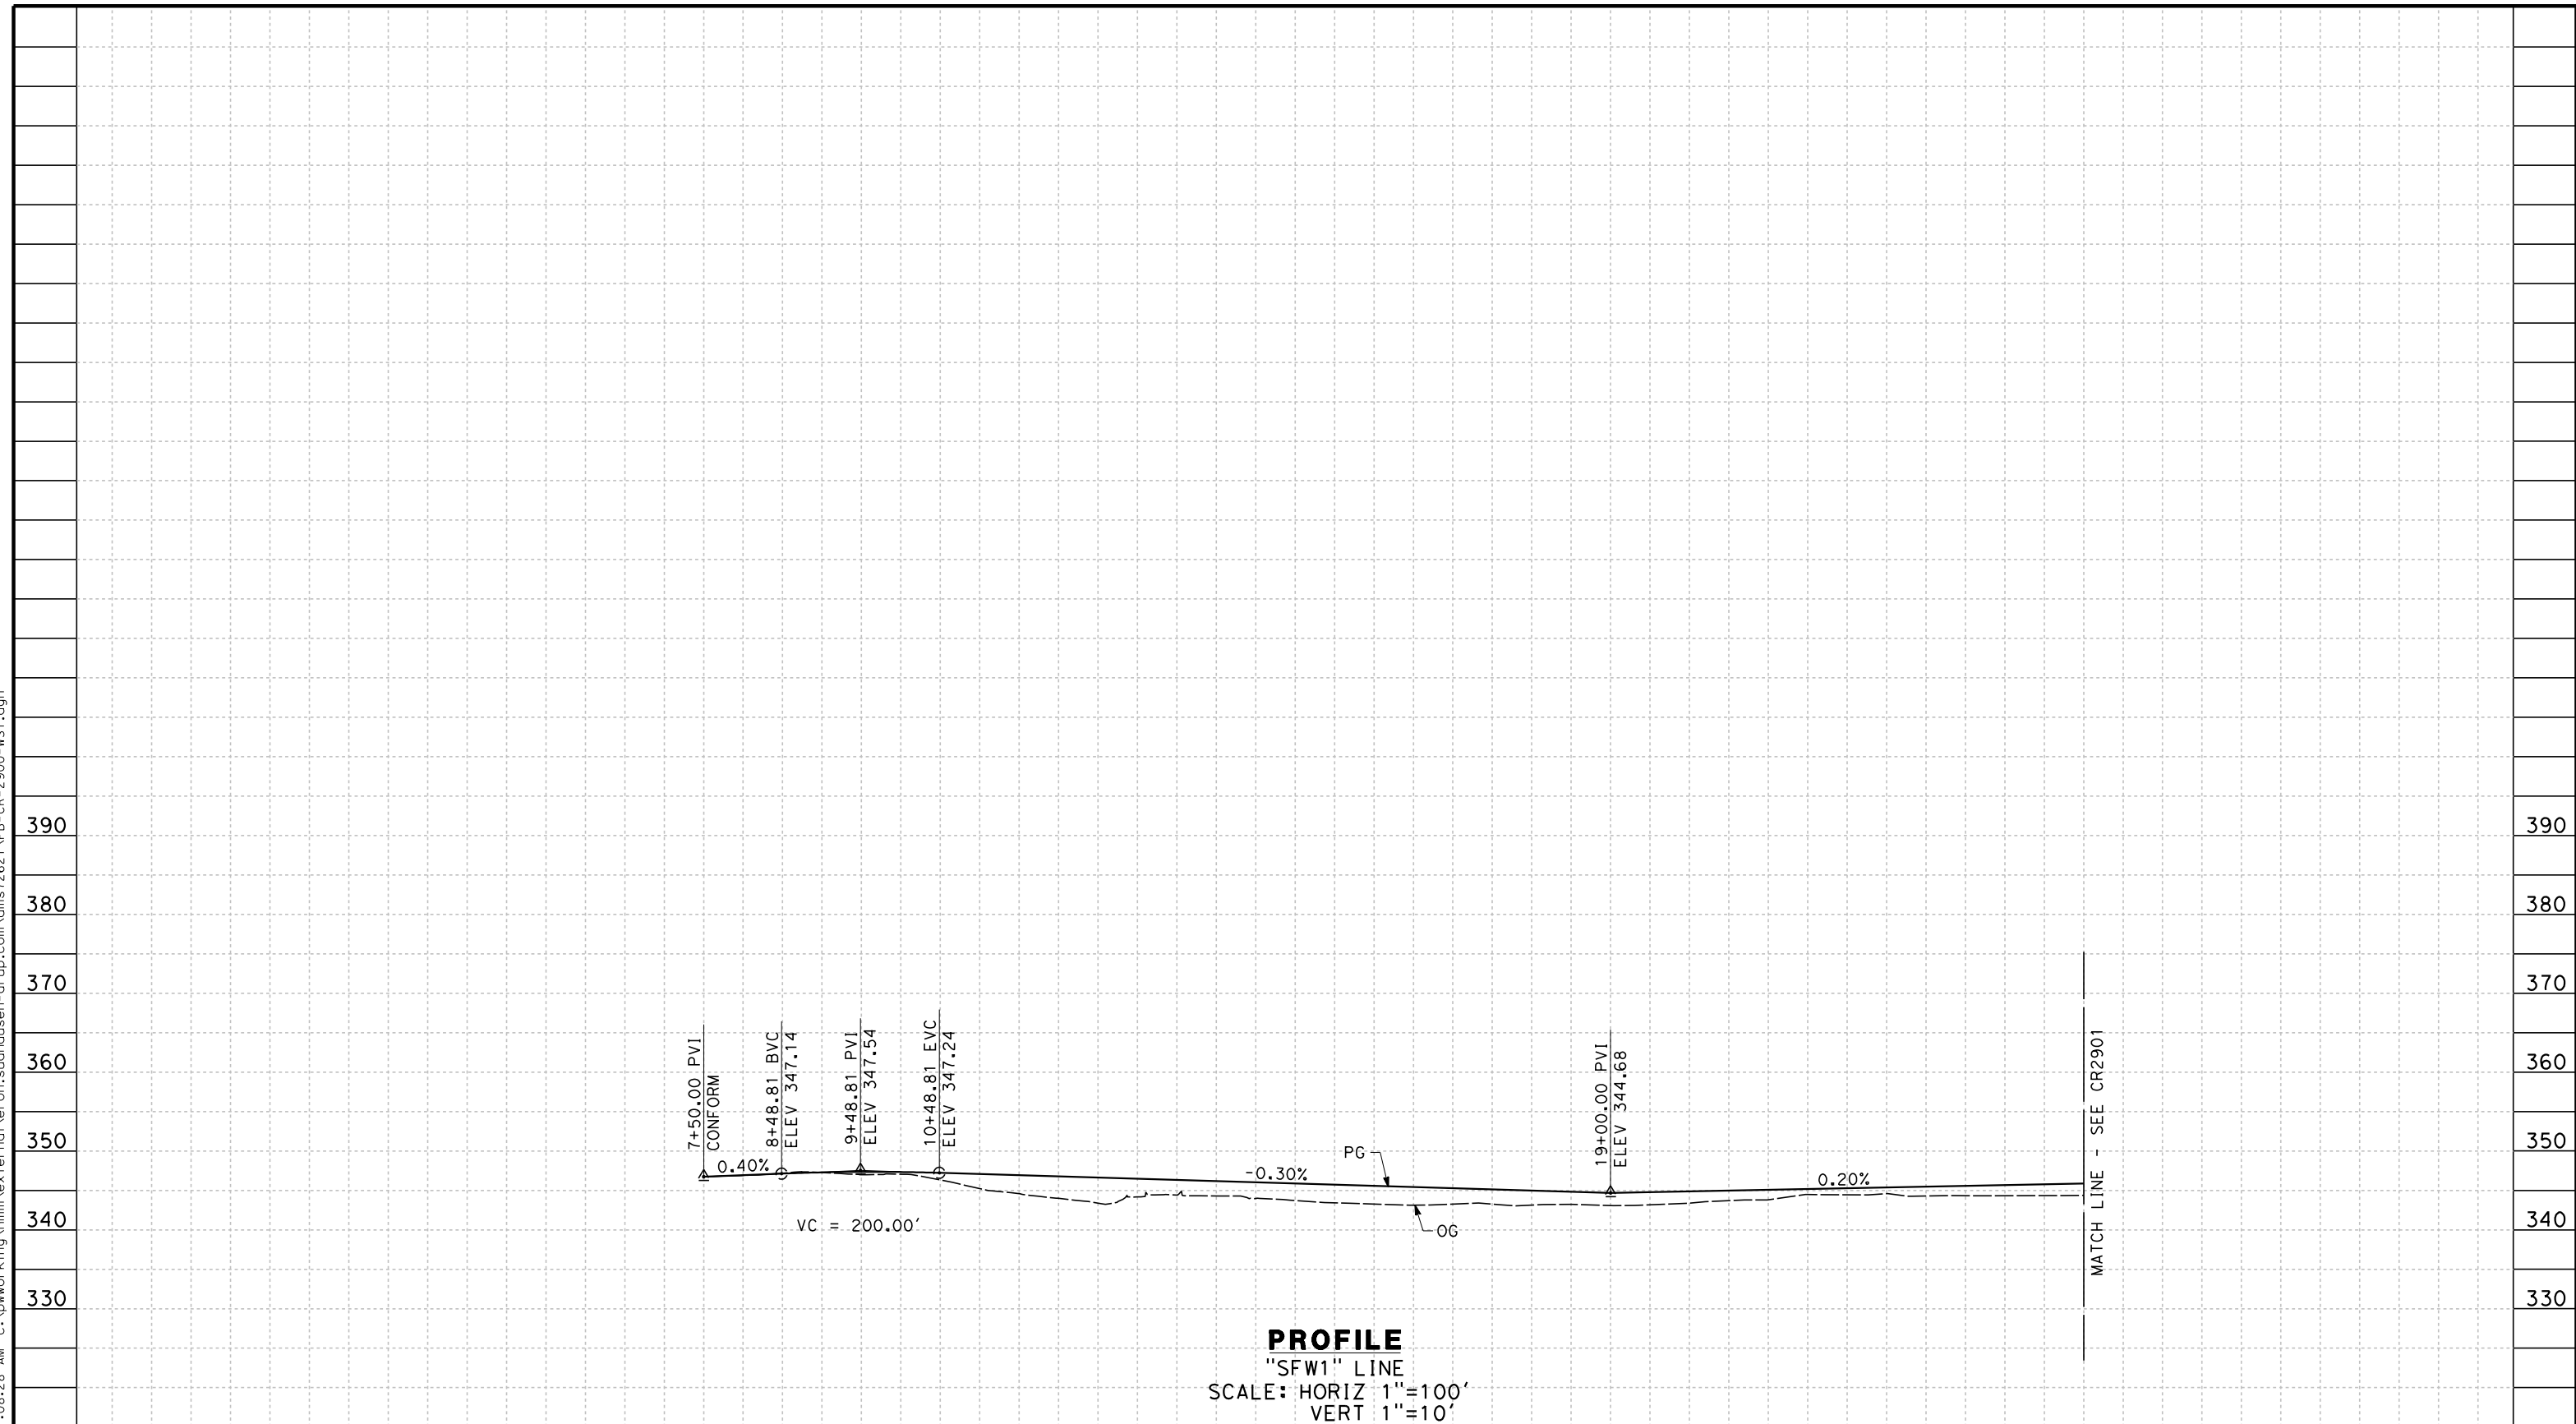 390
380
370
360
350
340
330
7+50.00 PVI
CONFORM
0.40%
8+48.81 BVC
ELEV 347.14
9+48.81 PVI
ELEV 347.54
10+48.81 EVC
ELEV 347.24
VC = 200.00'
-0.30%
PG
OG
19+00.00 PVI
ELEV 344.68
0.20%
MATCH LINE - SEE CR2901
390
380
370
360
350
340
330
PROFILE
"SFW1" LINE
SCALE: HORIZ 1"=100'
VERT 1"=10'